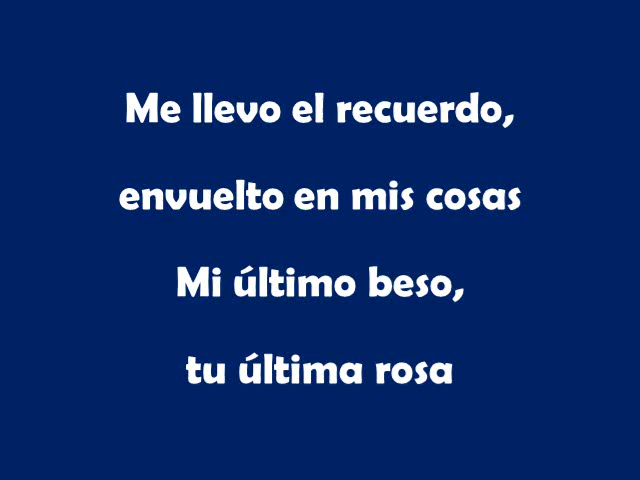 Me llevo el recuerdo,
envuelto en mis cosas
Mi último beso,
tu última rosa